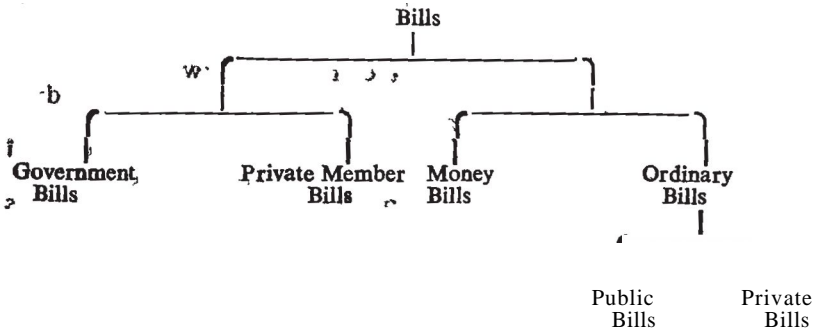 Bills
Government Private Member Money Ordinary
Bills Bills Bills Bills
Public Private
Bills Bills